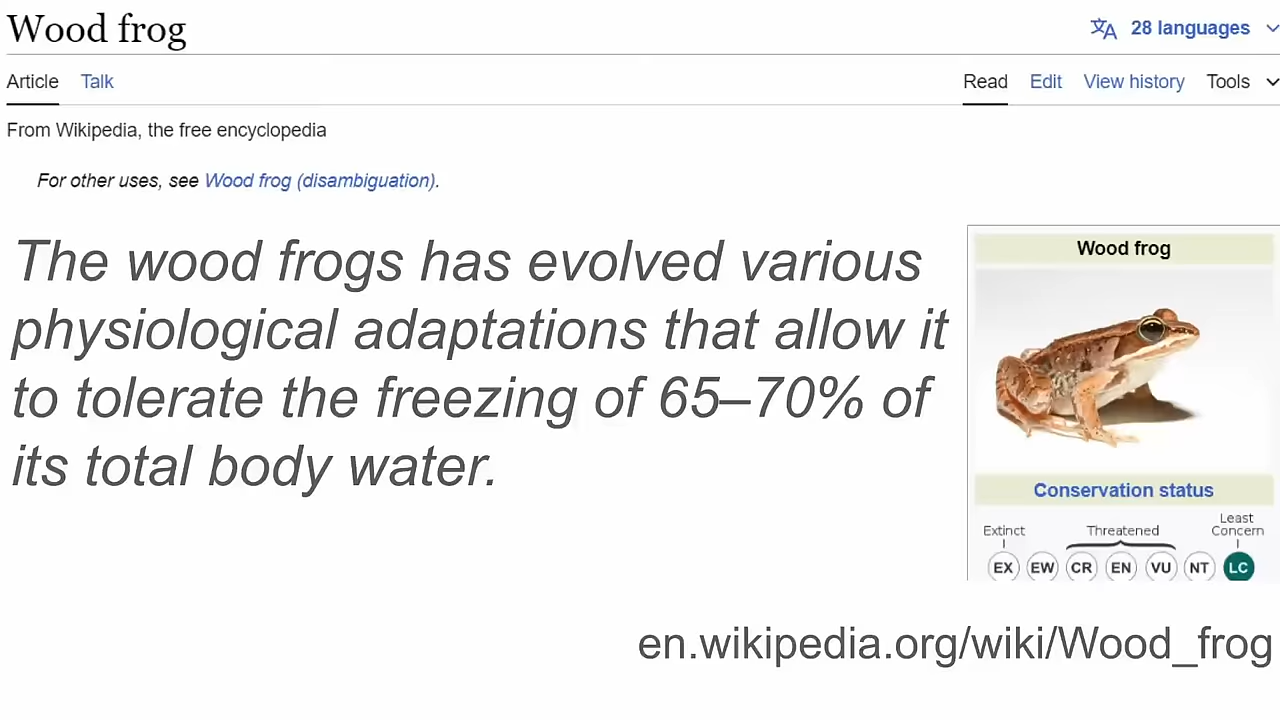 Wood frog
28 languages
Article Talk
Read Edit View history Tools
From Wikipedia, the free encyclopedia
For other uses, see Wood frog (disambiguation).
The wood frogs has evolved various
physiological adaptations that allow it
to tolerate the freezing of 65–70% of
its total body water.
Wood frog
Conservation status
Extinct
Threatened
Least
Concern
EX EW CR EN VU NT LC
en.wikipedia.org/wiki/Wood_frog